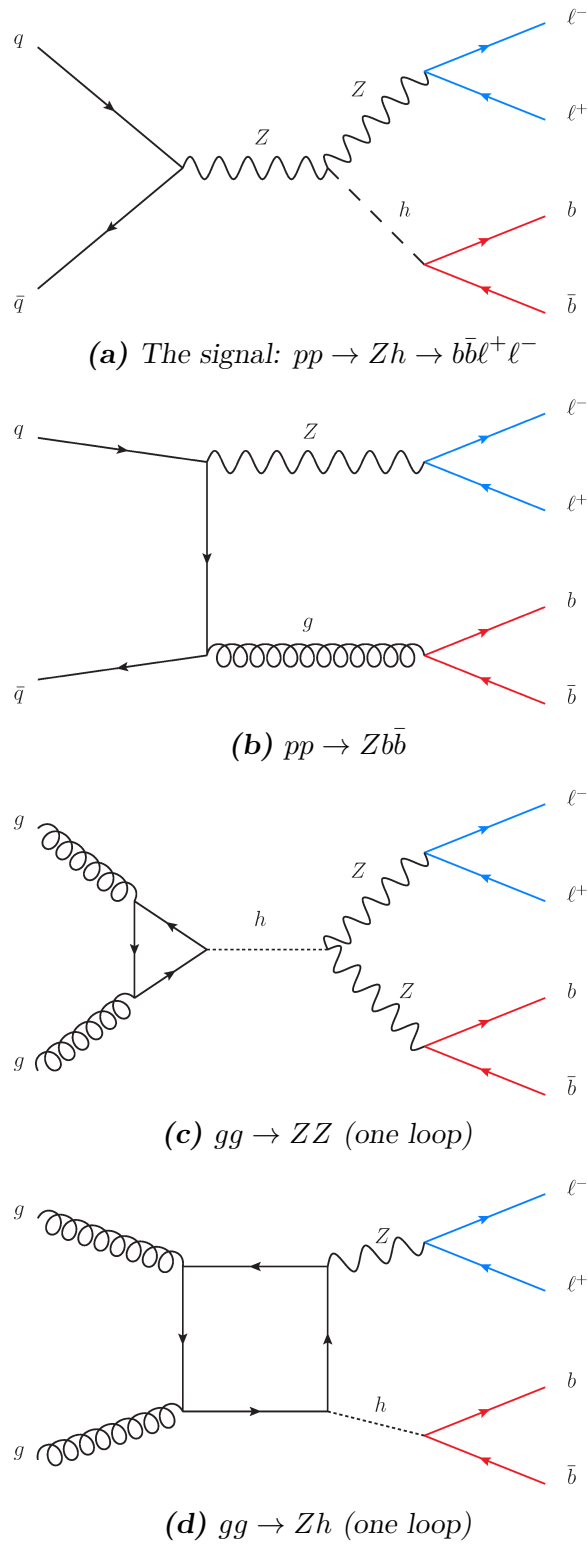 q
ℓ⁻
Z
Z
ℓ⁺
h
b
q̄
b̄
(a) The signal: pp → Zh → bb̄ℓ⁺ℓ⁻
q
Z
ℓ⁻
ℓ⁺
g
b
q̄
b̄
(b) pp → Zbb̄
g
ℓ⁻
Z
ℓ⁺
h
Z
b
g
b̄
(c) gg → ZZ (one loop)
g
ℓ⁻
Z
ℓ⁺
h
b
g
b̄
(d) gg → Zh (one loop)